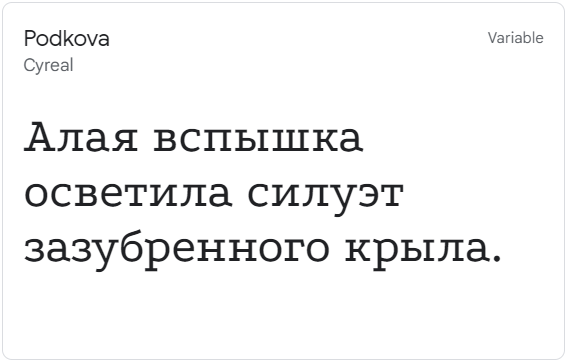 Podkova
Variable
Cyreal
Алая вспышка
осветила силуэт
зазубренного крыла.